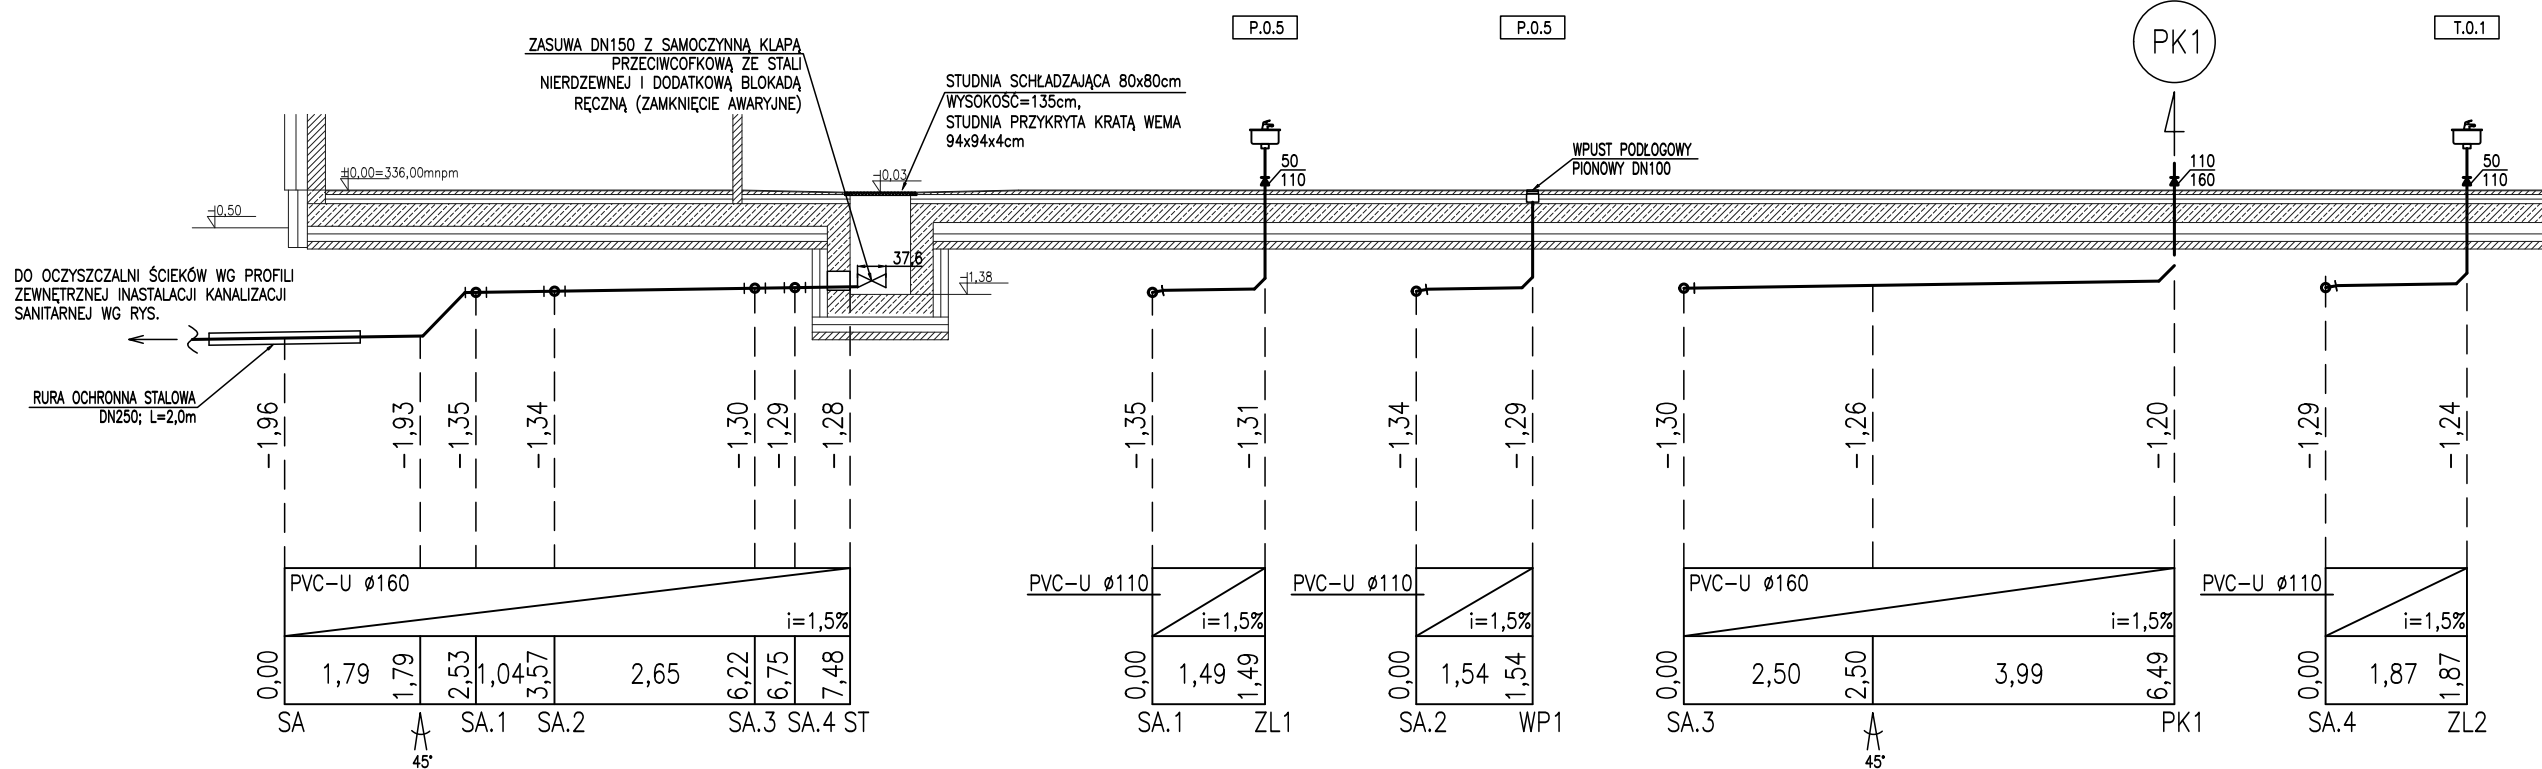 P.0.5
P.0.5
PK1
T.0.1
ZASUWA DN150 Z SAMOCZYNNĄ KLAPĄ
PRZECIWCOFKOWĄ ZE STALI
NIERDZEWNEJ I DODATKOWĄ BLOKADĄ
RĘCZNĄ (ZAMKNIĘCIE AWARYJNE)
STUDNIA SCHŁADZAJĄCA 80x80cm
WYSOKOŚĆ=135cm,
STUDNIA PRZYKRYTA KRATĄ WEMA
94x94x4cm
WPUST PODŁOGOWY
PIONOWY DN100
50
110
110
160
50
110
±0,00=336,00mnpm
-0,03
-0,50
37,6
-1,38
DO OCZYSZCZALNI ŚCIEKÓW WG PROFILI
ZEWNĘTRZNEJ INASTALACJI KANALIZACJI
SANITARNEJ WG RYS.
RURA OCHRONNA STALOWA
DN250; L=2,0m
-1,96
-1,93
-1,35
-1,34
-1,30
-1,29
-1,28
-1,35
-1,31
-1,34
-1,29
-1,30
-1,26
-1,20
-1,29
-1,24
PVC-U ø160
i=1,5%
PVC-U ø110
i=1,5%
PVC-U ø110
i=1,5%
PVC-U ø160
i=1,5%
PVC-U ø110
i=1,5%
0,00 1,79 1,79 2,53 1,04 3,57 2,65 6,22 6,75 7,48
0,00 1,49 1,49
0,00 1,54 1,54
0,00 2,50 2,50 3,99 6,49
0,00 1,87 1,87
SA SA.1 SA.2 SA.3 SA.4 ST
SA.1 ZL1
SA.2 WP1
SA.3 PK1
SA.4 ZL2
45°
45°